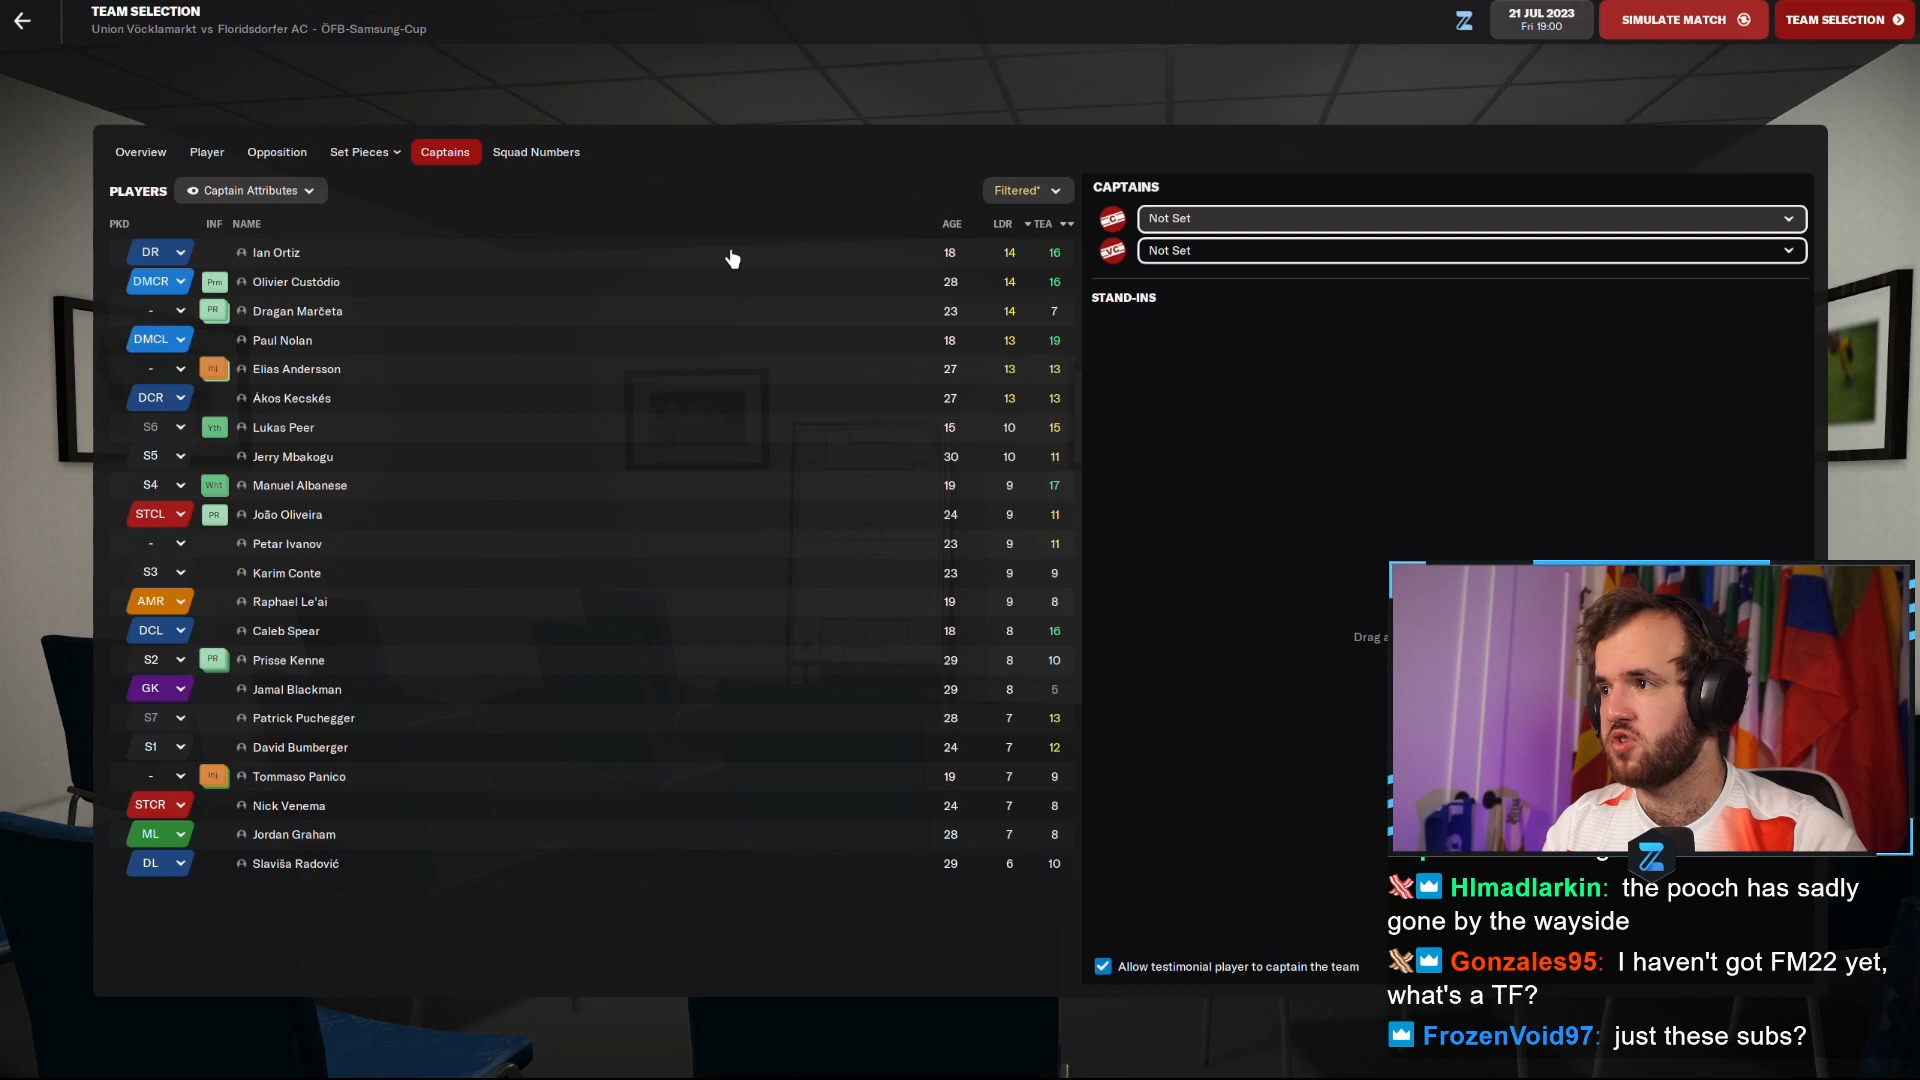 TEAM SELECTION
Union Vöcklamarkt vs Floridsdorfer AC - ÖFB-Samsung-Cup
21 JUL 2023
Fri 19:00
SIMULATE MATCH
TEAM SELECTION
Overview Player Opposition Set Pieces Captains Squad Numbers
PLAYERS Captain Attributes Filtered*
PKD INF NAME AGE LDR TEA
DR Ian Ortiz 18 14 16
DMCR Prm Olivier Custódio 28 14 16
- PR Dragan Marčeta 23 14 7
DMCL Paul Nolan 18 13 19
- Inj Elias Andersson 27 13 13
DCR Ákos Kecskés 27 13 13
S6 Yth Lukas Peer 15 10 15
S5 Jerry Mbakogu 30 10 11
S4 Wnt Manuel Albanese 19 9 17
STCL PR João Oliveira 24 9 11
- Petar Ivanov 23 9 11
S3 Karim Conte 23 9 9
AMR Raphael Le'ai 19 9 8
DCL Caleb Spear 18 8 16
S2 PR Prisse Kenne 29 8 10
GK Jamal Blackman 29 8 5
S7 Patrick Puchegger 28 7 13
S1 David Bumberger 24 7 12
- Inj Tommaso Panico 19 7 9
STCR Nick Venema 24 7 8
ML Jordan Graham 28 7 8
DL Slaviša Radović 29 6 10
CAPTAINS
C Not Set
VC Not Set
STAND-INS
Drag
Allow testimonial player to captain the team
HImadlarkin: the pooch has sadly
gone by the wayside
Gonzales95: I haven't got FM22 yet,
what's a TF?
FrozenVoid97: just these subs?